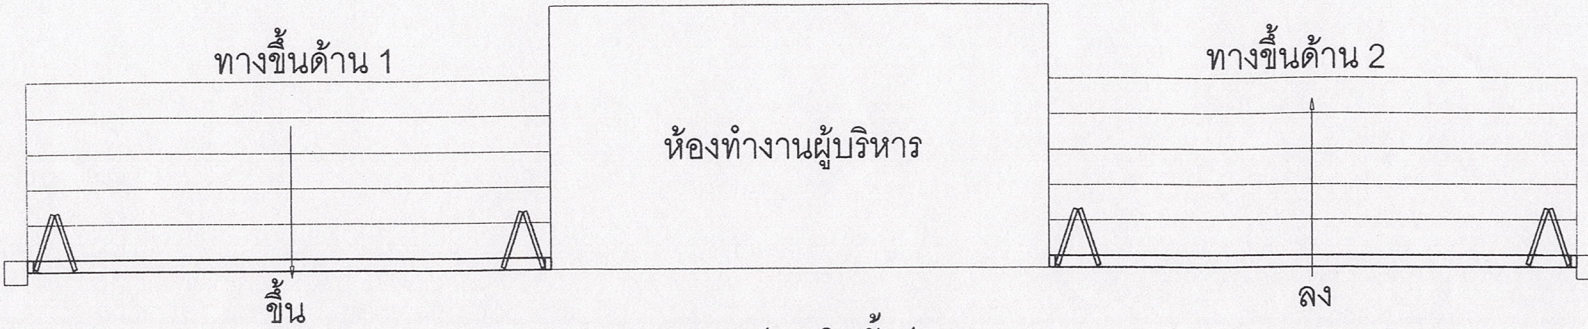 ทางขึ้นด้าน 1
ทางขึ้นด้าน 2
ห้องทำงานผู้บริหาร
ขึ้น
ลง